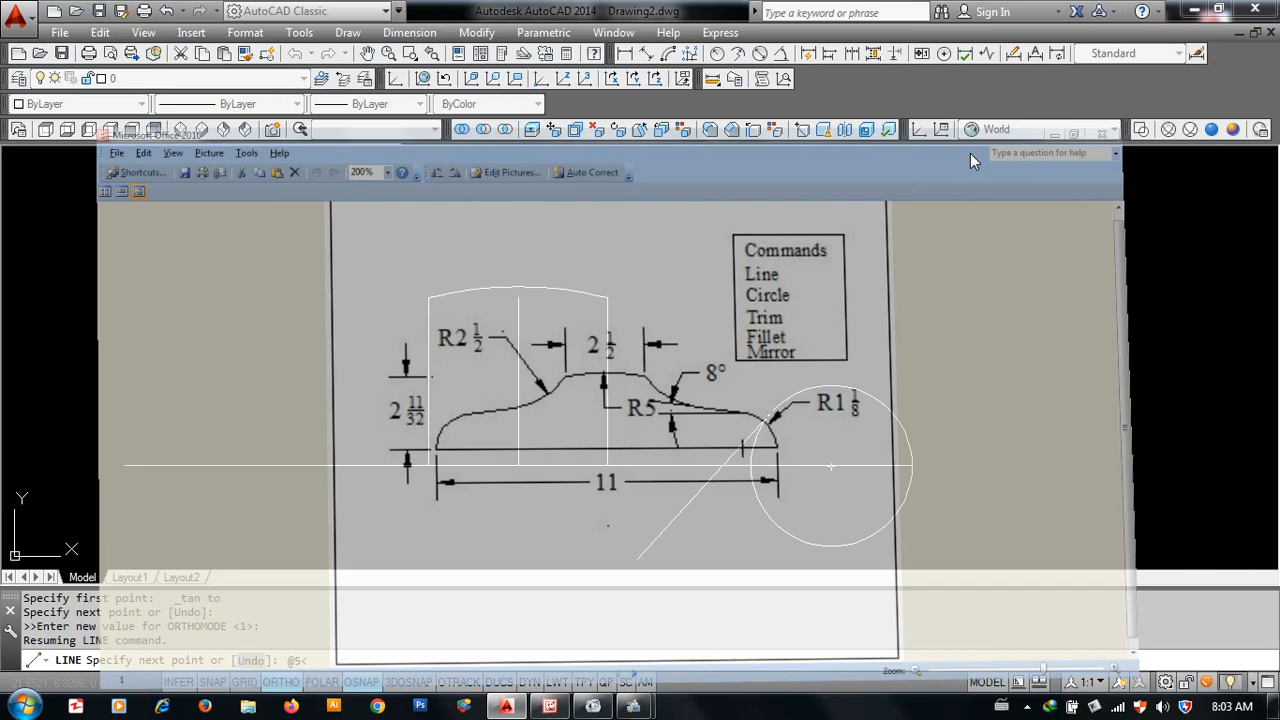 AutoCAD Classic
Autodesk AutoCAD 2014 Drawing2.dwg
Type a keyword or phrase
Sign In
File Edit View Insert Format Tools Draw Dimension Modify Parametric Window Help Express
Standard
0
ByLayer ByLayer ByLayer ByColor
World
Microsoft Office 2010
File Edit View Picture Tools Help
Type a question for help
Shortcuts... 200% Edit Pictures... Auto Correct
Commands
Line
Circle
Trim
Fillet
Mirror
R2 1/2
2 1/2
8°
2 11/32
R5
R1 1/8
11
Y
X
Model Layout1 Layout2
Specify first point: _tan to
Specify next point or [Undo]:
>>Enter new value for ORTHOMODE <1>:
Resuming LINE command.
LINE Specify next point or [Undo]: @5<
Zoom:
INFER SNAP GRID ORTHO POLAR OSNAP 3DOSNAP OTRACK DUCS DYN LWT TPY QP SC AM
MODEL 1:1
8:03 AM